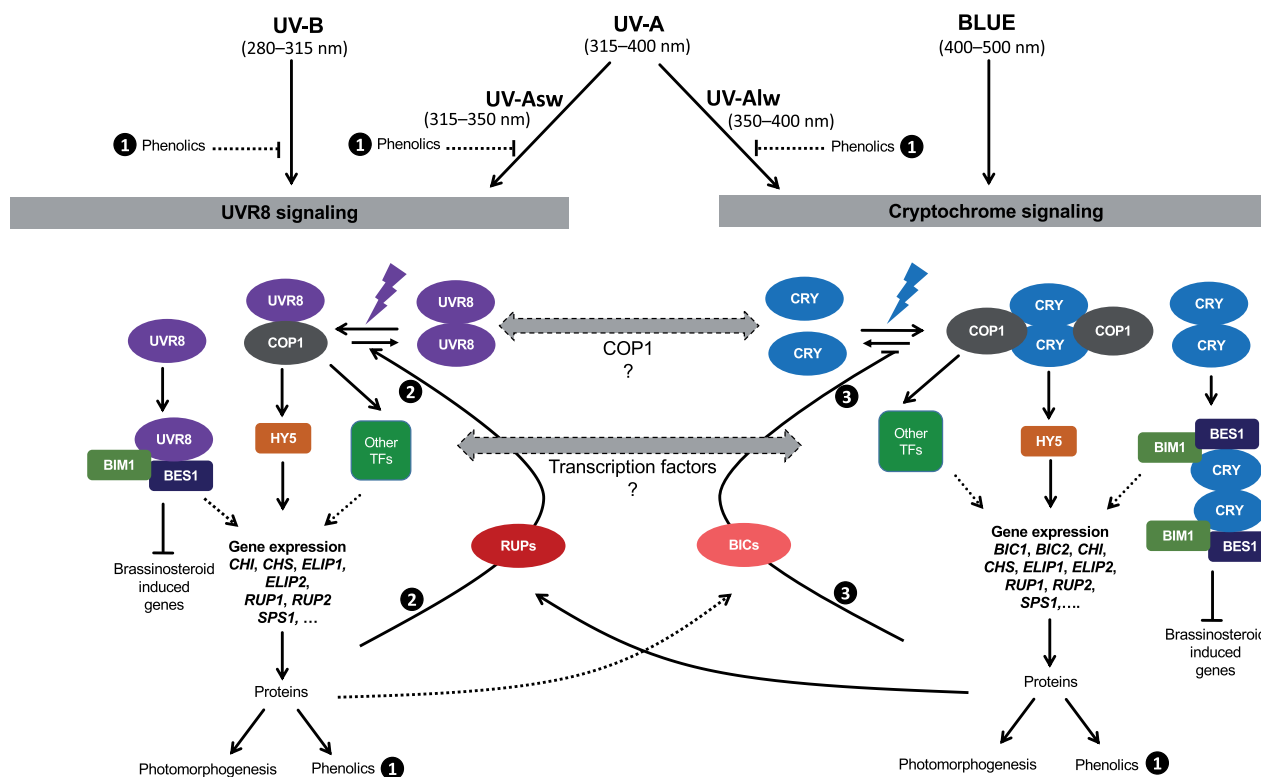 UV-B
(280–315 nm)
UV-A
(315–400 nm)
BLUE
(400–500 nm)
UV-Asw
(315–350 nm)
UV-Alw
(350–400 nm)
1 Phenolics
1 Phenolics
Phenolics 1
UVR8 signaling
Cryptochrome signaling
UVR8
UVR8
COP1
UVR8
UVR8
COP1
?
CRY
CRY
COP1
CRY
CRY
COP1
CRY
CRY
2
3
UVR8
BIM1
BES1
HY5
Other
TFs
Transcription factors
?
Other
TFs
HY5
BIM1
BES1
CRY
CRY
BIM1
BES1
Brassinosteroid
induced
genes
Gene expression
CHI, CHS, ELIP1,
ELIP2,
RUP1, RUP2
SPS1, ...
RUPs
BICs
2
3
Gene expression
BIC1, BIC2, CHI,
CHS, ELIP1, ELIP2,
RUP1, RUP2,
SPS1,....
Brassinosteroid
induced
genes
Proteins
Photomorphogenesis
Phenolics 1
Proteins
Photomorphogenesis
Phenolics 1